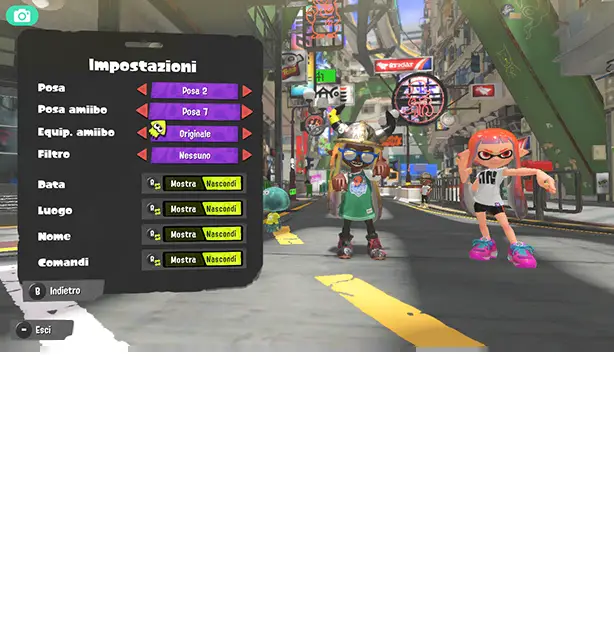 Impostazioni
Posa Posa 2
Posa amiibo Posa 7
Equip. amiibo Originale
Filtro Nessuno
Data R Mostra Nascondi
Luogo R Mostra Nascondi
Nome R Mostra Nascondi
Comandi R Mostra Nascondi
B Indietro
− Esci